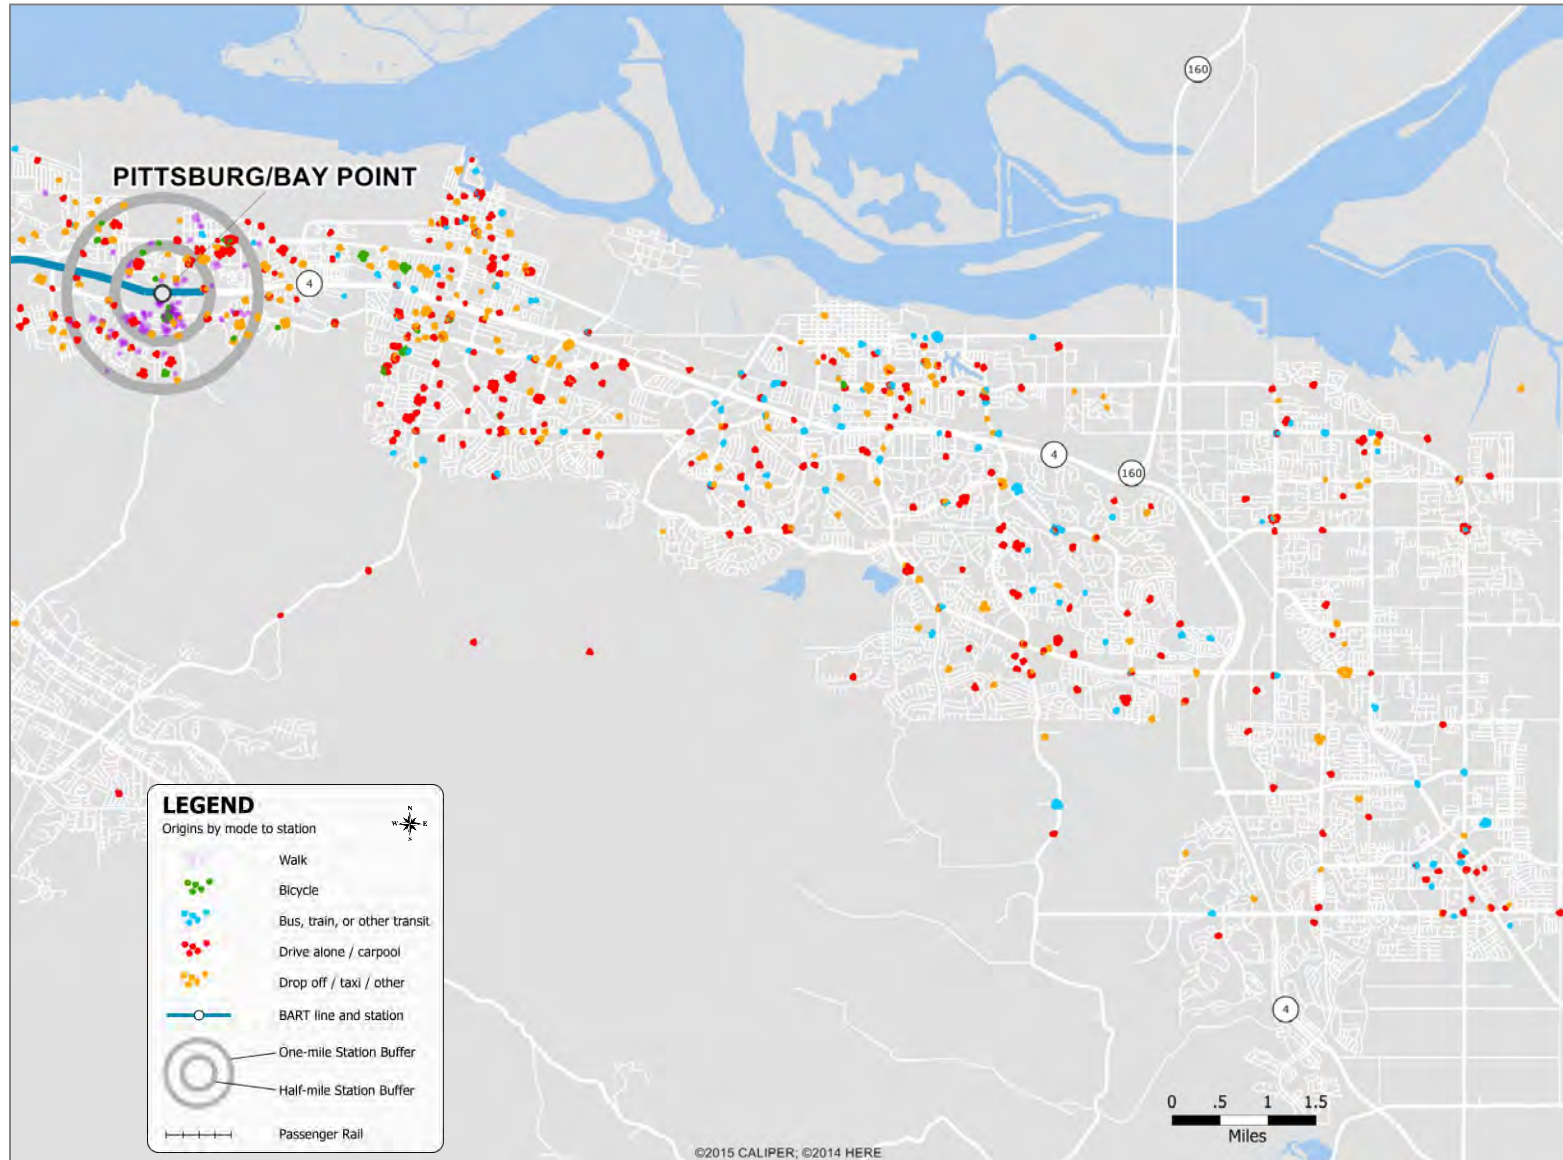 160
PITTSBURG/BAY POINT
4
4
160
LEGEND
Origins by mode to station
N
W E
S
Walk
Bicycle
Bus, train, or other transit
Drive alone / carpool
Drop off / taxi / other
BART line and station
One-mile Station Buffer
Half-mile Station Buffer
Passenger Rail
4
0 .5 1 1.5
Miles
©2015 CALIPER; ©2014 HERE